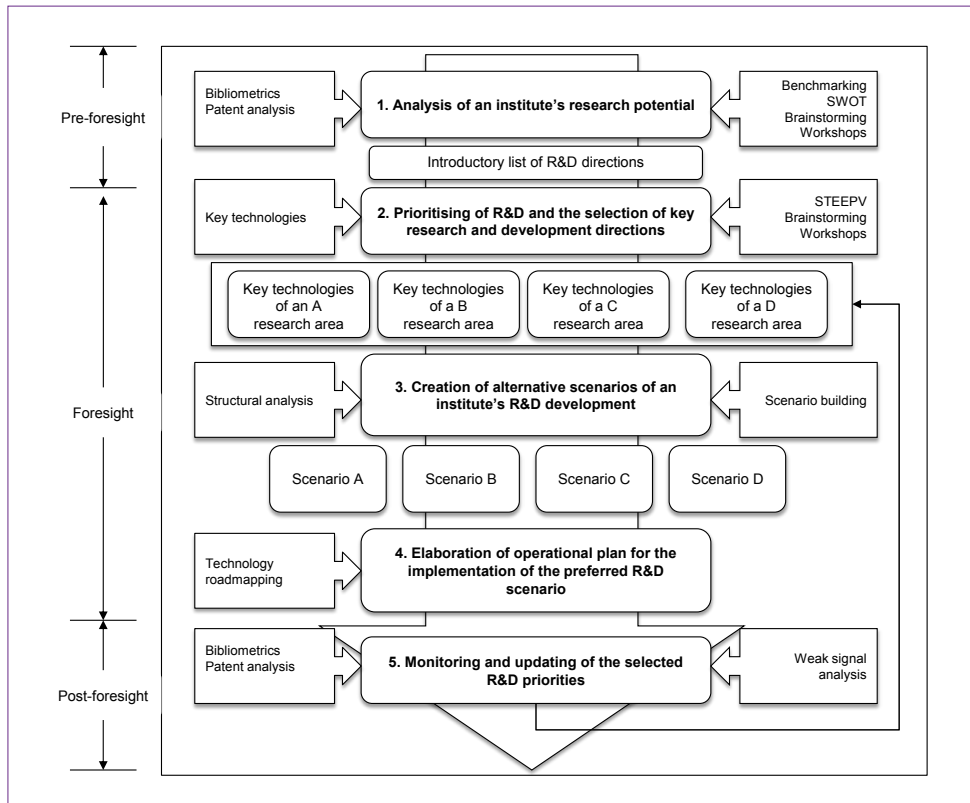 Pre-foresight
Bibliometrics
Patent analysis
1. Analysis of an institute's research potential
Benchmarking
SWOT
Brainstorming
Workshops
Introductory list of R&D directions
Foresight
Key technologies
2. Prioritising of R&D and the selection of key
research and development directions
STEEPV
Brainstorming
Workshops
Key technologies
of an A
research area
Key technologies
of a B
research area
Key technologies
of a C
research area
Key technologies
of a D
research area
Structural analysis
3. Creation of alternative scenarios of an
institute's R&D development
Scenario building
Scenario A
Scenario B
Scenario C
Scenario D
Technology
roadmapping
4. Elaboration of operational plan for the
implementation of the preferred R&D
scenario
Post-foresight
Bibliometrics
Patent analysis
5. Monitoring and updating of the selected
R&D priorities
Weak signal
analysis